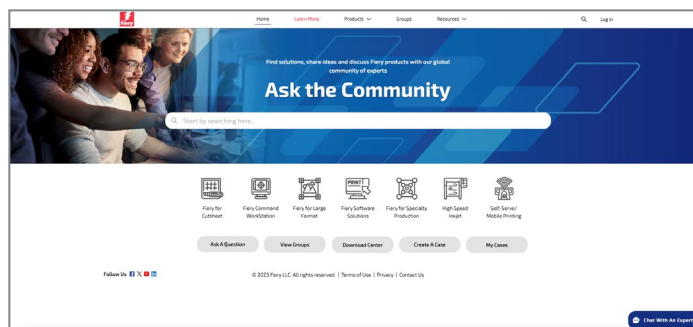 fiery
Home Learn More Products Groups Resources Log in
Find solutions, share ideas and discuss Fiery products with our global
community of experts
Ask the Community
Start by searching here..
PRINT!
Fiery for
Cutsheet
Fiery Command
WorkStation
Fiery for Large
Format
Fiery Software
Solutions
Fiery for Specialty
Production
High Speed
Inkjet
Self-Serve/
Mobile Printing
Ask A Question View Groups Download Center Create A Case My Cases
Follow Us © 2023 Fiery LLC. All rights reserved. | Terms of Use | Privacy | Contact Us
Chat With An Expert